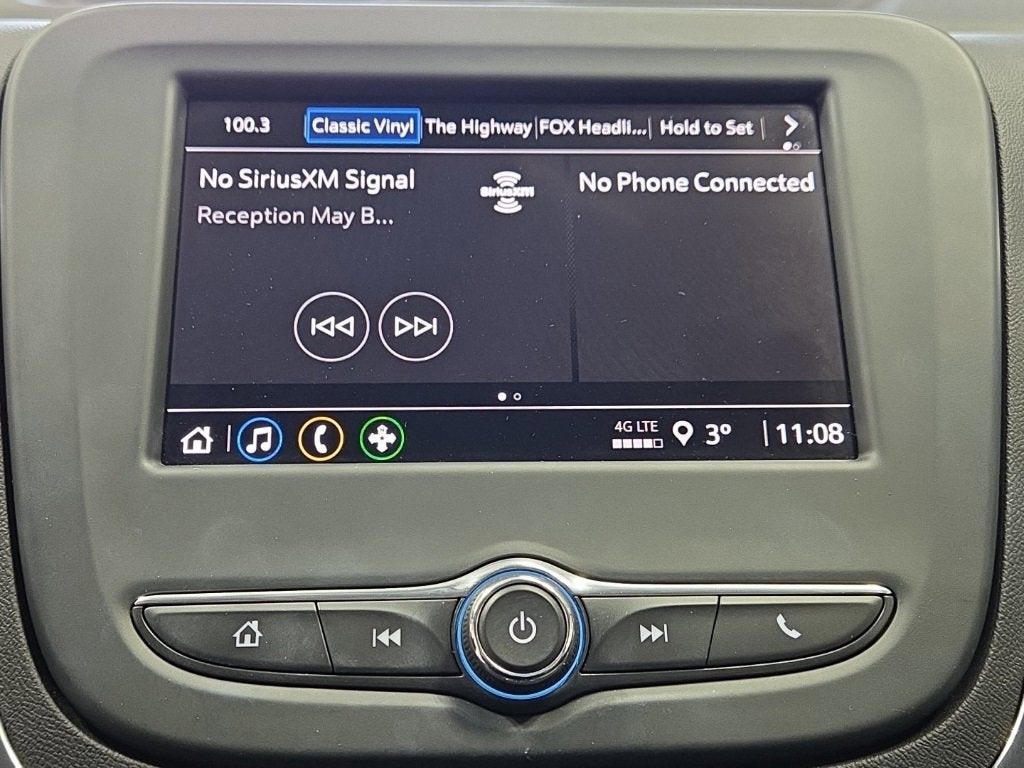 100.3 Classic Vinyl The Highway FOX Headli... Hold to Set
No SiriusXM Signal
SiriusXM
No Phone Connected
Reception May B...
4G LTE
3° 11:08